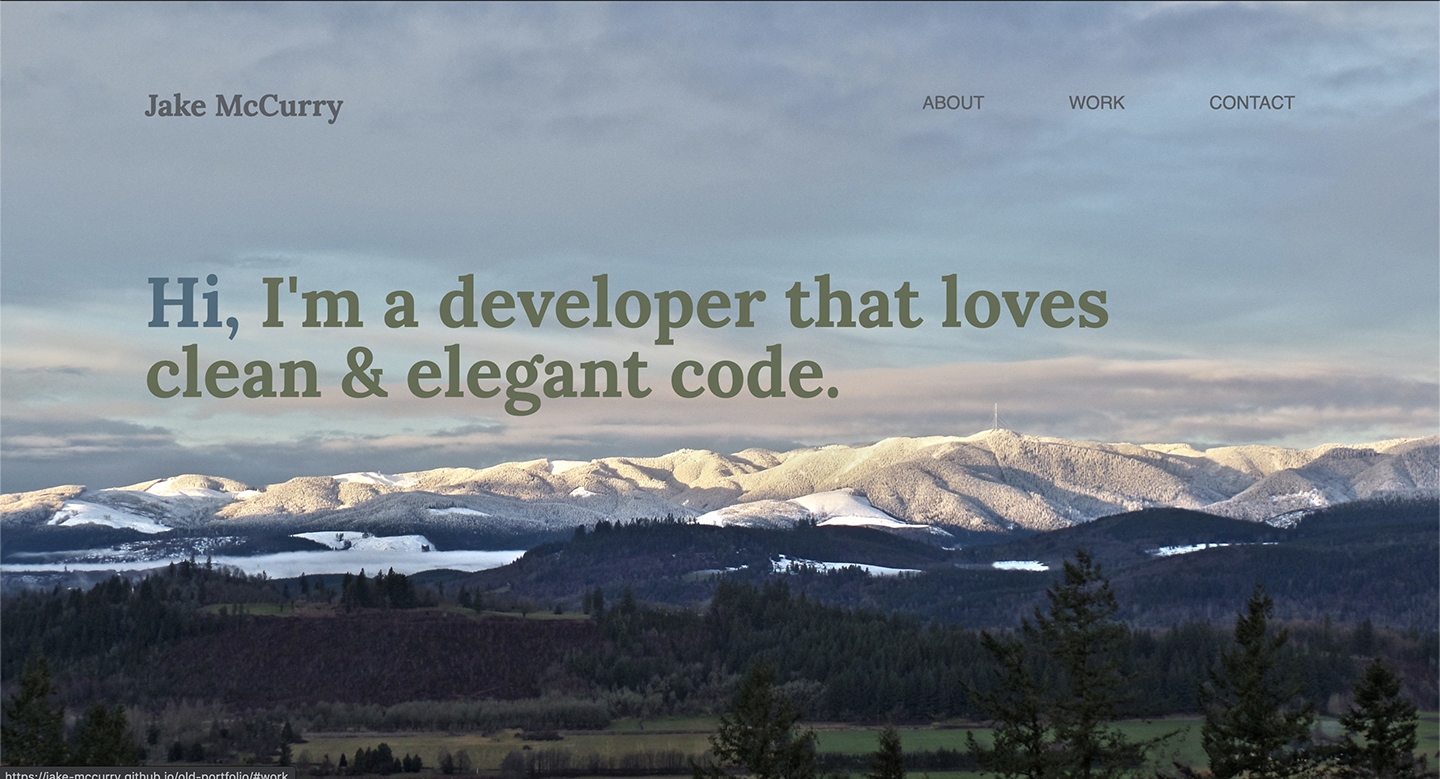 Jake McCurry
ABOUT WORK CONTACT
Hi, I'm a developer that loves
clean & elegant code.
https://jake-mccurry.github.io/old-portfolio/#work